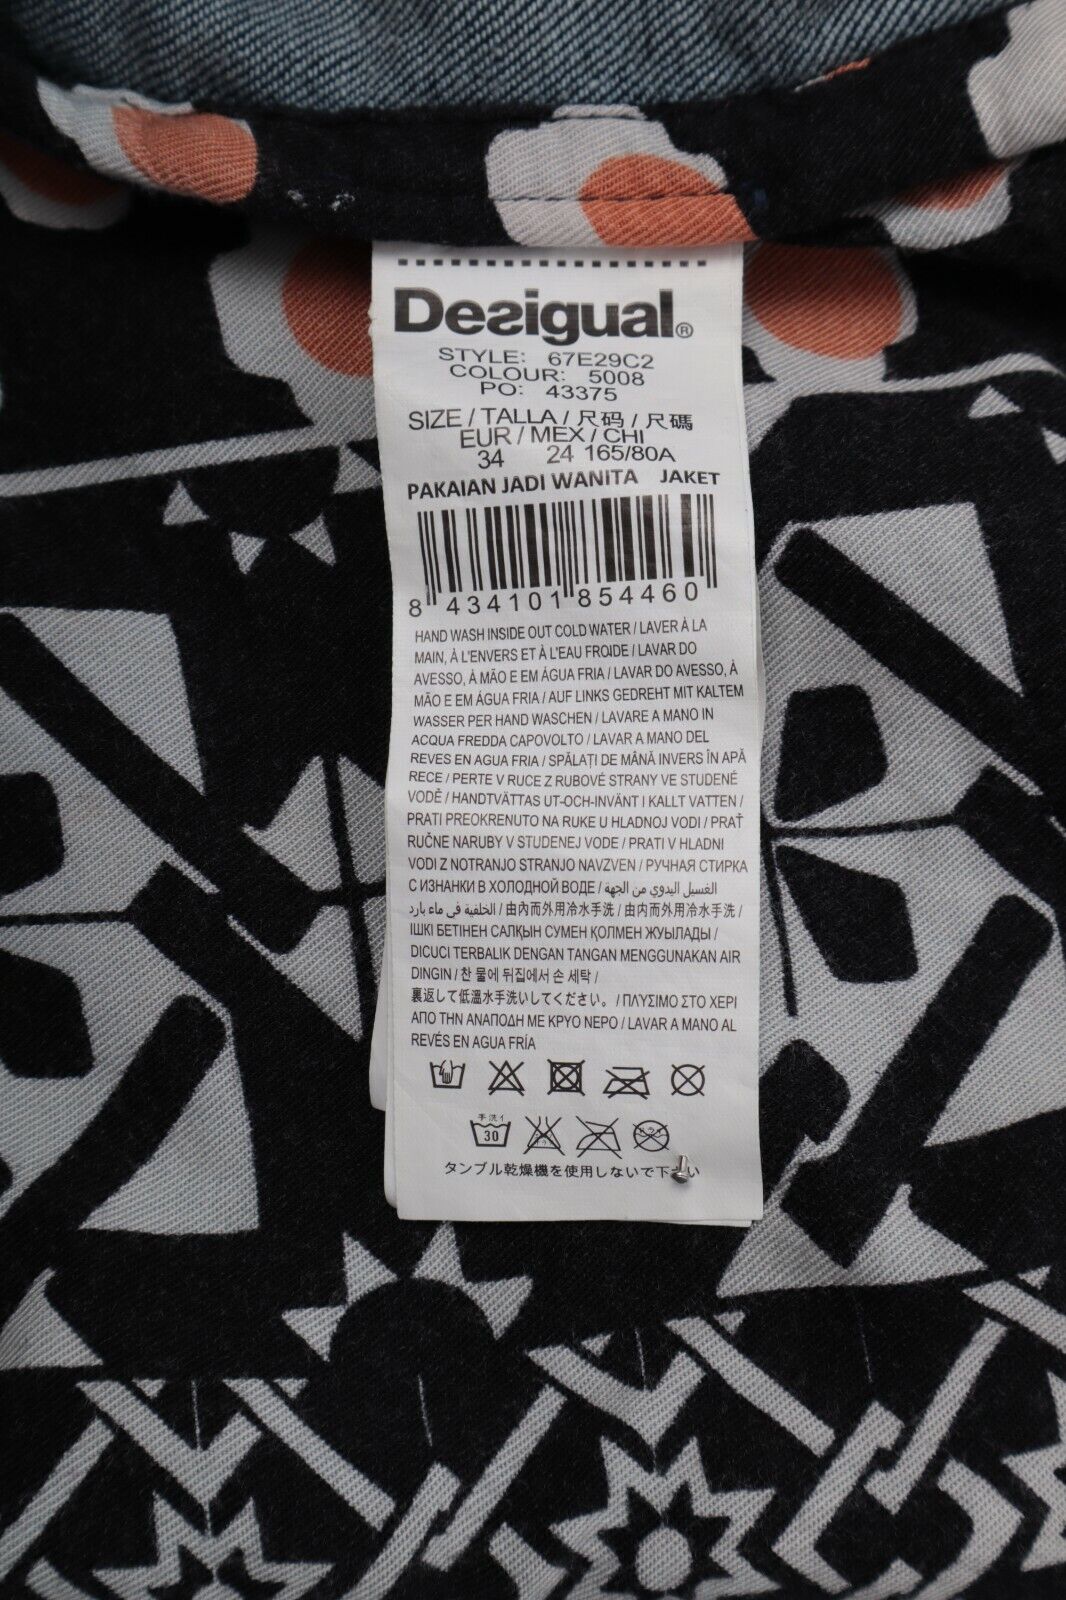 Desigual®
STYLE: 67E29C2
COLOUR: 5008
PO: 43375
SIZE / TALLA / 尺码 / 尺碼
EUR / MEX / CHI
34 24 165/80A
PAKAIAN JADI WANITA JAKET
8 434101 854460
HAND WASH INSIDE OUT COLD WATER / LAVER À LA
MAIN, À L'ENVERS ET À L'EAU FROIDE / LAVAR DO
AVESSO, À MÃO E EM ÁGUA FRIA / LAVAR DO AVESSO, À
MÃO E EM ÁGUA FRIA / AUF LINKS GEDREHT MIT KALTEM
WASSER PER HAND WASCHEN / LAVARE A MANO IN
ACQUA FREDDA CAPOVOLTO / LAVAR A MANO DEL
REVES EN AGUA FRIA / SPĂLAȚI DE MÂNĂ INVERS ÎN APĂ
RECE / PERTE V RUCE Z RUBOVÉ STRANY VE STUDENÉ
VODĚ / HANDTVÄTTAS UT-OCH-INVÄNT I KALLT VATTEN /
PRATI PREOKRENUTO NA RUKE U HLADNOJ VODI / PRAŤ
RUČNE NARUBY V STUDENEJ VODE / PRATI V HLADNI
VODI Z NOTRANJO STRANJO NAVZVEN / РУЧНАЯ СТИРКА
С ИЗНАНКИ В ХОЛОДНОЙ ВОДЕ / الغسيل اليدوي من الجهة
الخلفية في ماء بارد / 由內而外用冷水手洗 / 由内而外用冷水手洗 /
ІШКІ БЕТІНЕН САЛҚЫН СУМЕН ҚОЛМЕН ЖУЫЛАДЫ /
DICUCI TERBALIK DENGAN TANGAN MENGGUNAKAN AIR
DINGIN / 찬 물에 뒤집에서 손 세탁 /
裏返して低溫水手洗いしてください。 / ΠΛΥΣΙΜΟ ΣΤΟ ΧΕΡΙ
ΑΠΟ ΤΗΝ ΑΝΑΠΟΔΗ ΜΕ ΚΡΥΟ ΝΕΡΟ / LAVAR A MANO AL
REVÉS EN AGUA FRÍA
手洗イ
30
タンブル乾燥機を使用しないで下さい